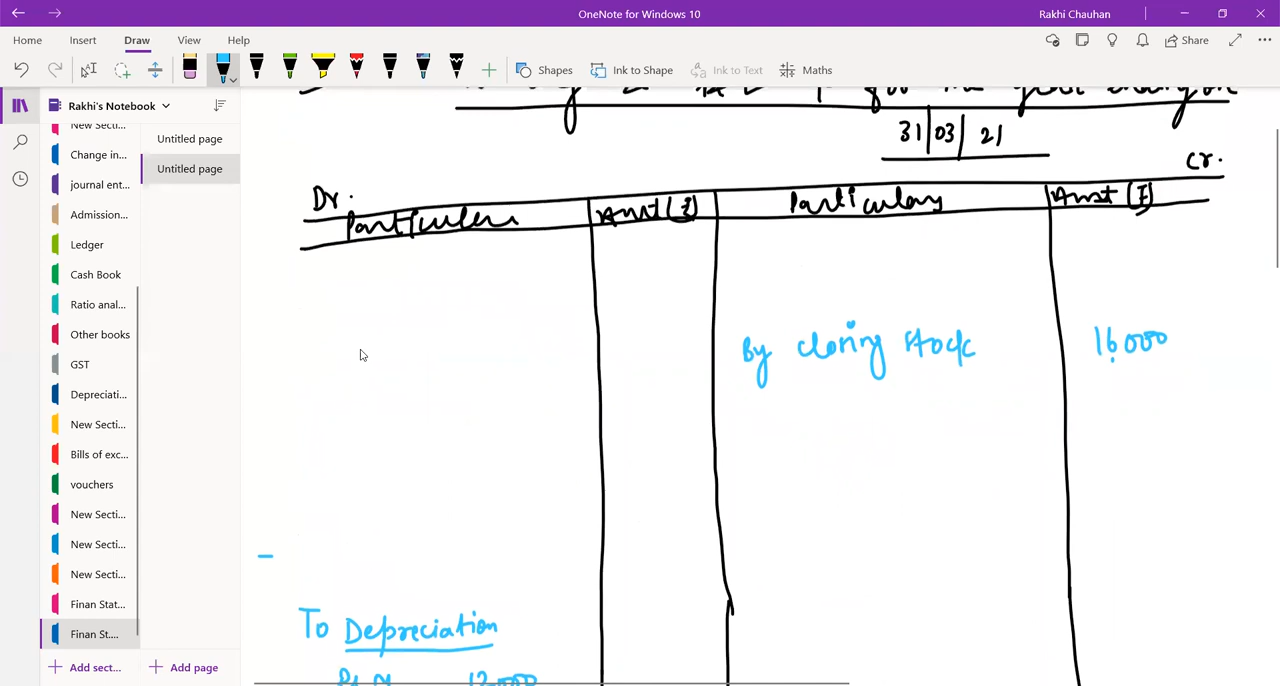 OneNote for Windows 10
Rakhi Chauhan
Home Insert Draw View Help
Share
Shapes Ink to Shape Ink to Text Maths
Rakhi's Notebook
New Secti...
Change in...
journal ent...
Admission...
Ledger
Cash Book
Ratio anal...
Other books
GST
Depreciati...
New Secti...
Bills of exc...
vouchers
New Secti...
New Secti...
New Secti...
Finan Stat...
Finan St....
Add sect...
Untitled page
Untitled page
Add page
for the year
31/03/21
Dr. Cr.
Particulars Amt (₹) Particulars Amt (₹)
By closing stock 16000
To Depreciation
12000